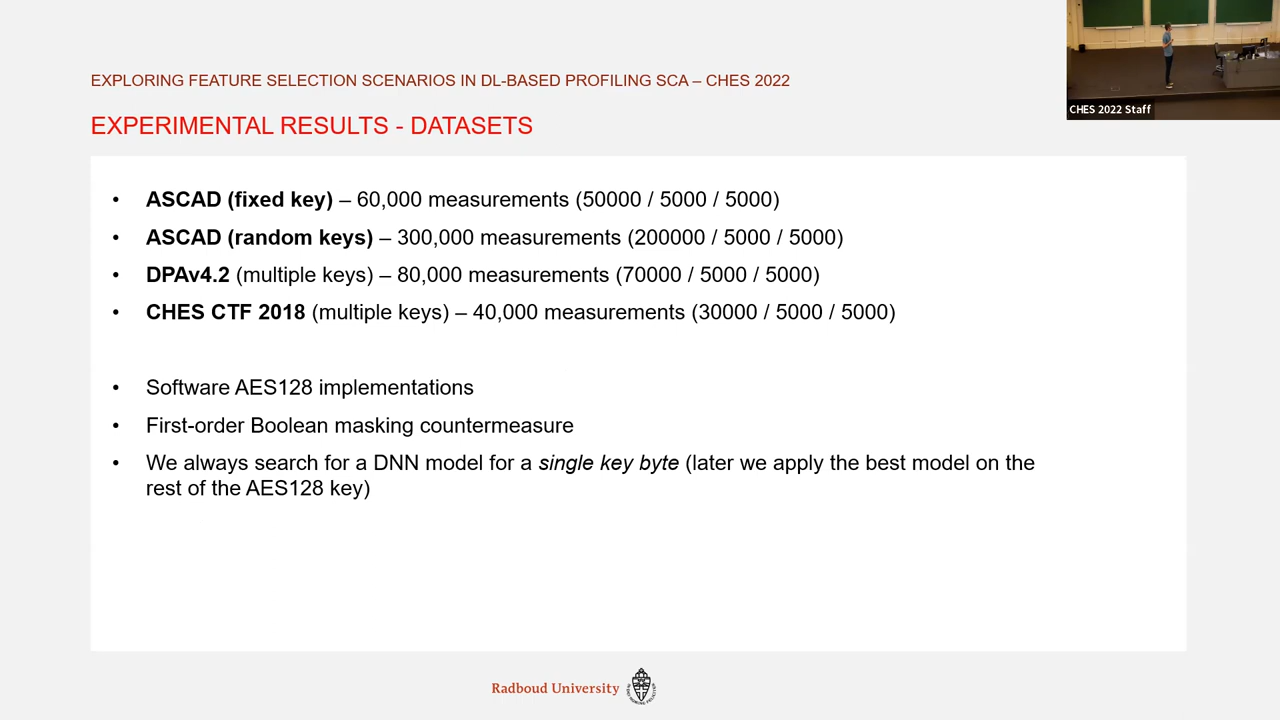 CHES 2022 Staff
EXPLORING FEATURE SELECTION SCENARIOS IN DL-BASED PROFILING SCA – CHES 2022
EXPERIMENTAL RESULTS - DATASETS
• ASCAD (fixed key) – 60,000 measurements (50000 / 5000 / 5000)
• ASCAD (random keys) – 300,000 measurements (200000 / 5000 / 5000)
• DPAv4.2 (multiple keys) – 80,000 measurements (70000 / 5000 / 5000)
• CHES CTF 2018 (multiple keys) – 40,000 measurements (30000 / 5000 / 5000)
• Software AES128 implementations
• First-order Boolean masking countermeasure
• We always search for a DNN model for a single key byte (later we apply the best model on the
rest of the AES128 key)
Radboud University